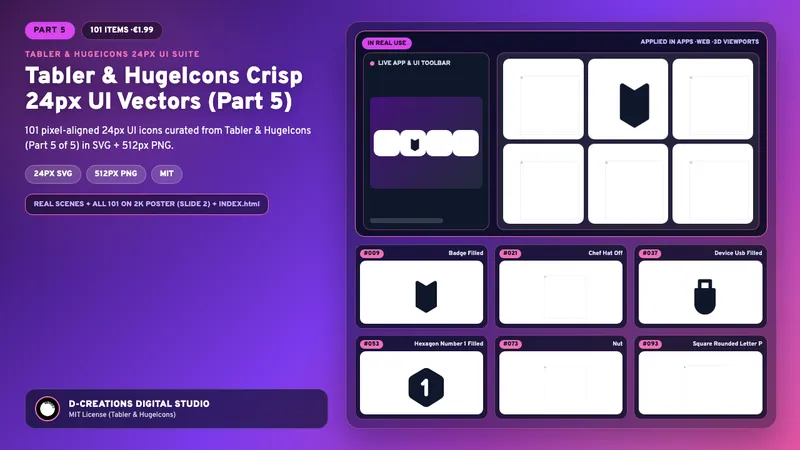 PART 5
101 ITEMS · €1.99
TABLER & HUGEICONS 24PX UI SUITE
Tabler & HugeIcons Crisp
24px UI Vectors (Part 5)
101 pixel-aligned 24px UI icons curated from Tabler & HugeIcons
(Part 5 of 5) in SVG + 512px PNG.
24PX SVG
512PX PNG
MIT
REAL SCENES + ALL 101 ON 2K POSTER (SLIDE 2) + INDEX.html
D-CREATIONS DIGITAL STUDIO
MIT License (Tabler & HugeIcons)
IN REAL USE
APPLIED IN APPS · WEB · 3D VIEWPORTS
LIVE APP & UI TOOLBAR
#009
Badge Filled
#021
Chef Hat Off
#037
Device Usb Filled
#053
Hexagon Number 1 Filled
1
#073
Nut
#093
Square Rounded Letter P